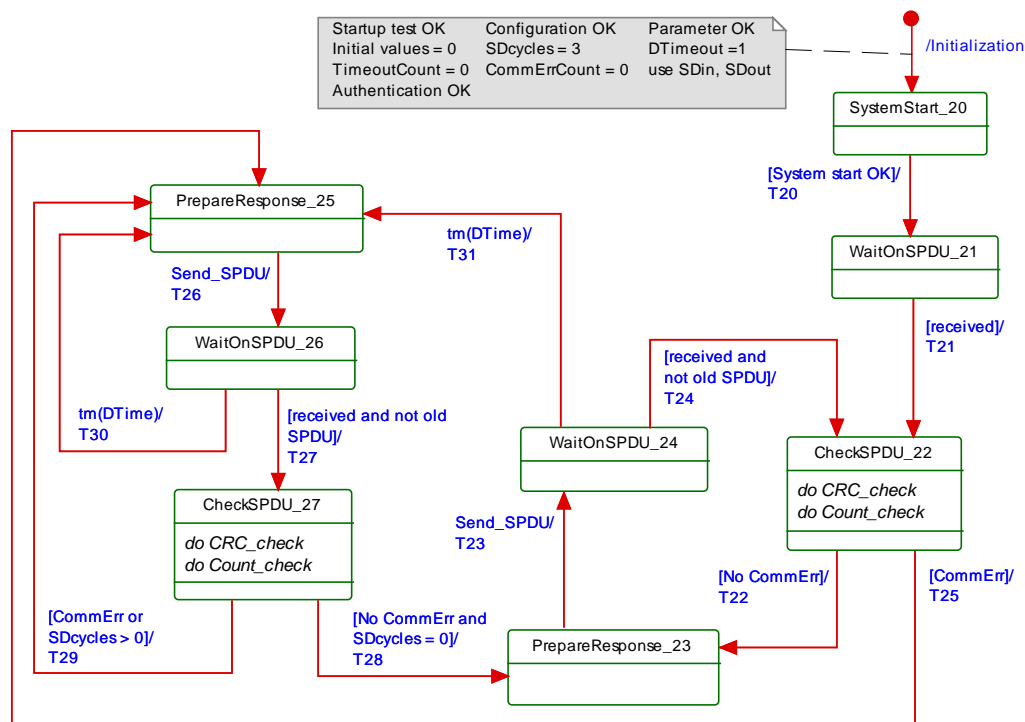 Startup test OK Configuration OK Parameter OK
Initial values = 0 SDcycles = 3 DTimeout =1
TimeoutCount = 0 CommErrCount = 0 use SDin, SDout
Authentication OK
/Initialization
SystemStart_20
[System start OK]/
T20
WaitOnSPDU_21
[received]/
T21
PrepareResponse_25
tm(DTime)/
T31
Send_SPDU/
T26
WaitOnSPDU_26
[received and
not old SPDU]/
T24
tm(DTime)/
T30
[received and not old
SPDU]/
T27
WaitOnSPDU_24
CheckSPDU_22
do CRC_check
do Count_check
CheckSPDU_27
do CRC_check
do Count_check
Send_SPDU/
T23
[No CommErr]/
T22
[CommErr]/
T25
[CommErr or
SDcycles > 0]/
T29
[No CommErr and
SDcycles = 0]/
T28
PrepareResponse_23